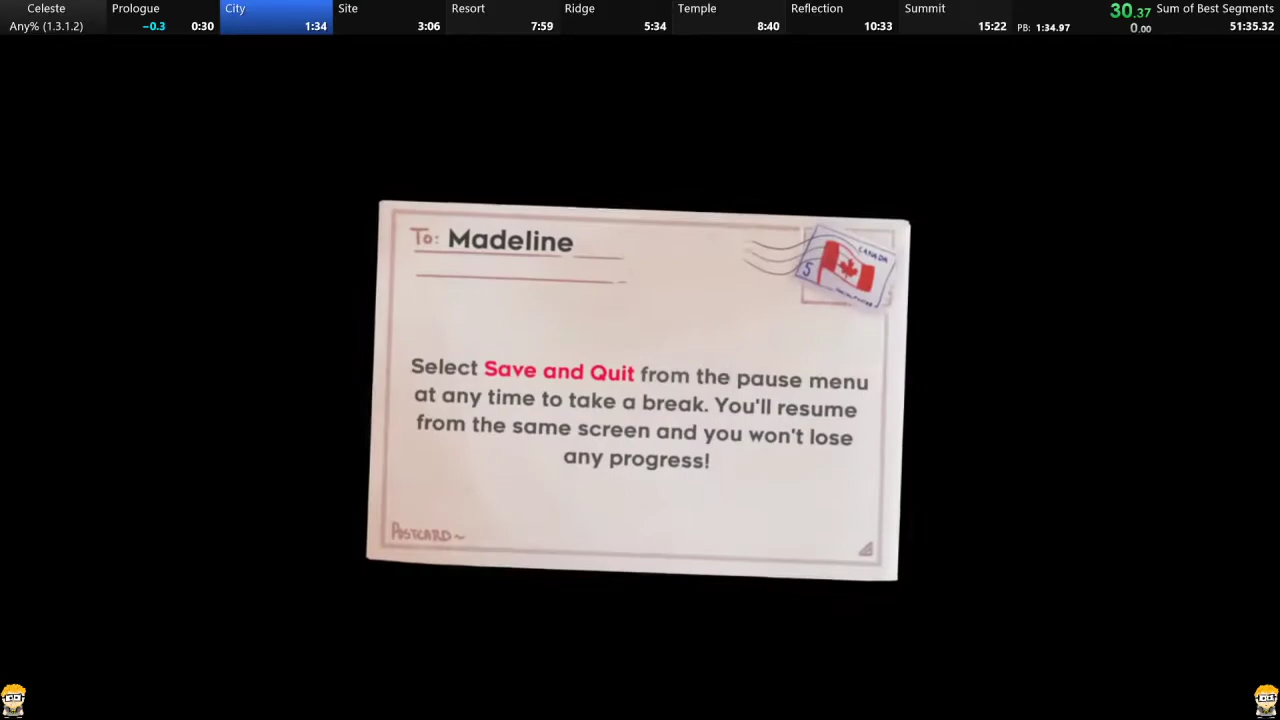 Celeste
Any% (1.3.1.2)
Prologue
-0.3 0:30
City
1:34
Site
3:06
Resort
7:59
Ridge
5:34
Temple
8:40
Reflection
10:33
Summit
15:22
30.37
PB: 1:34.97 0.00
Sum of Best Segments
51:35.32
To: Madeline
CANADA
5
Select Save and Quit from the pause menu
at any time to take a break. You'll resume
from the same screen and you won't lose
any progress!
POSTCARD~